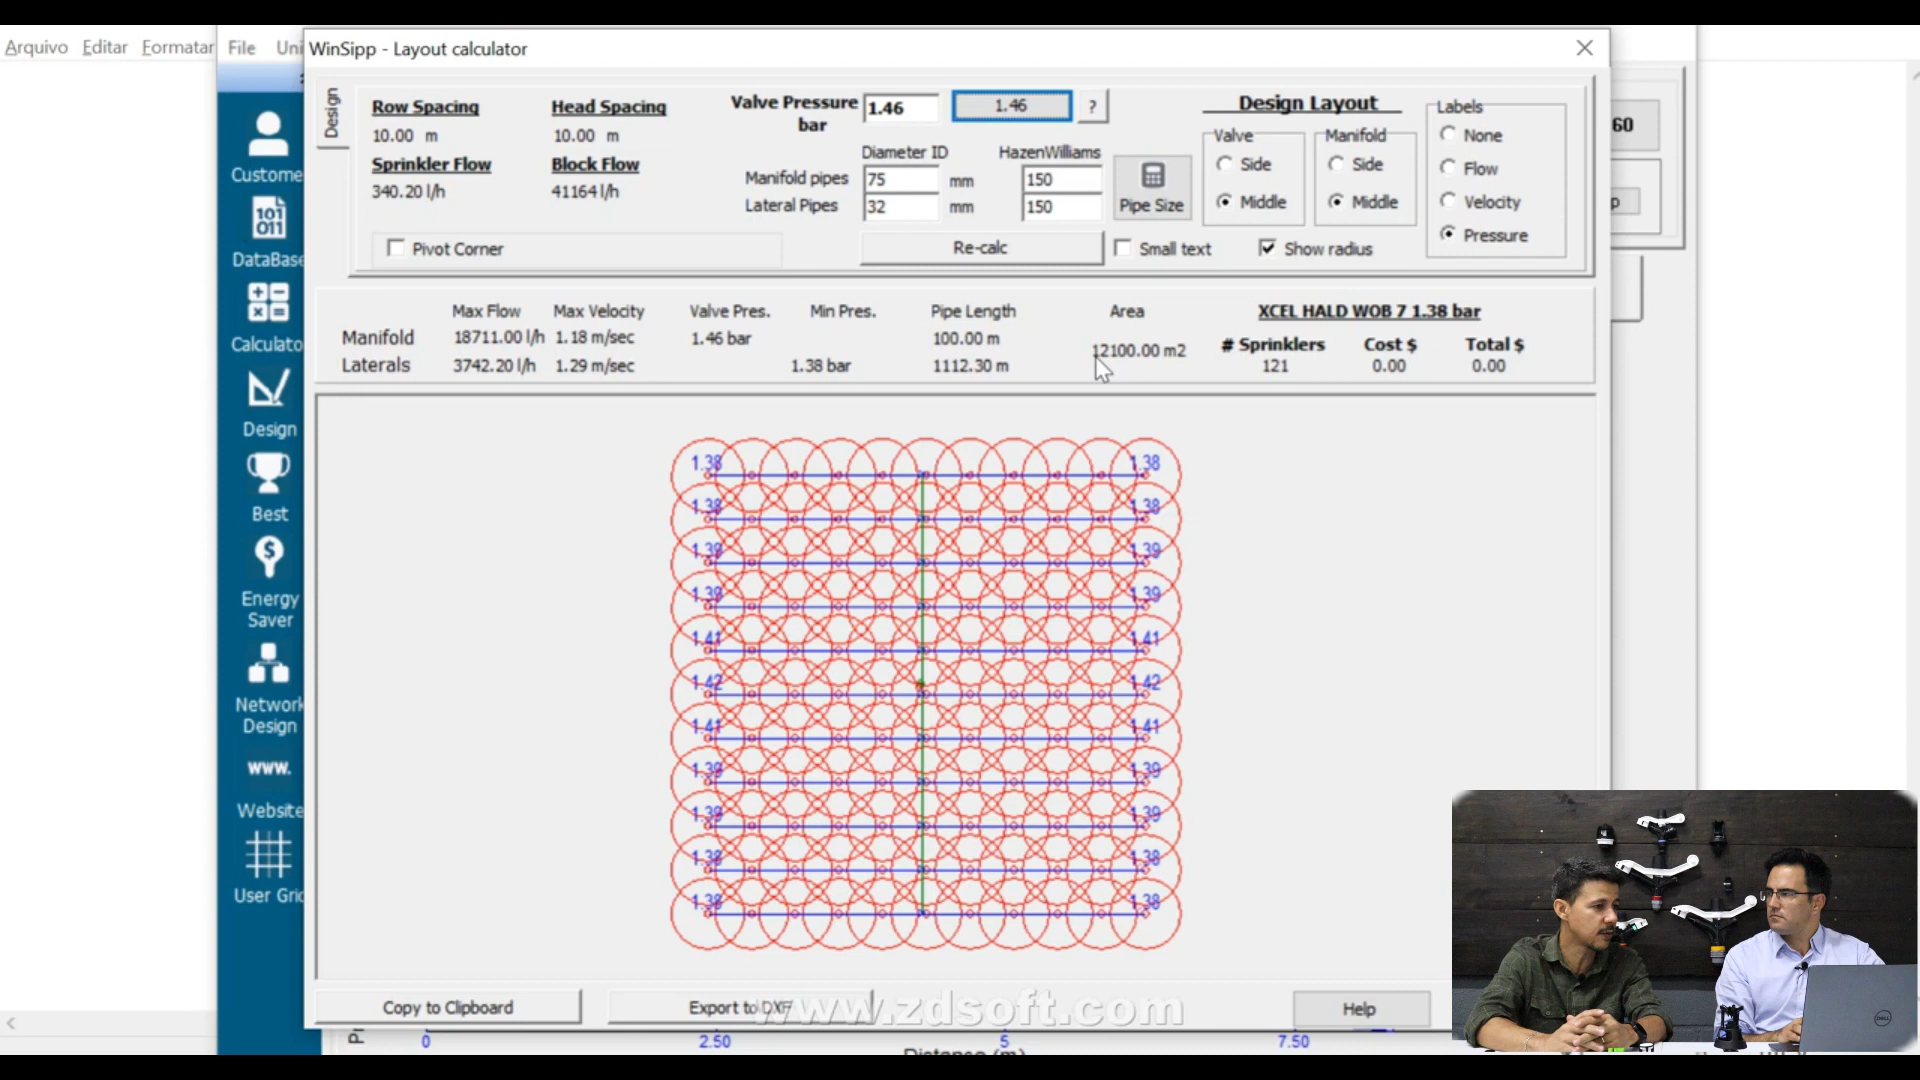 Arquivo Editar Formatar
File Uni
WinSipp - Layout calculator
Design
Row Spacing
10.00 m
Head Spacing
10.00 m
Sprinkler Flow
340.20 l/h
Block Flow
41164 l/h
Pivot Corner
Valve Pressure
bar
1.46
1.46
?
Diameter ID HazenWilliams
Manifold pipes 75 mm 150
Lateral Pipes 32 mm 150
Pipe Size
Re-calc
Small text
Show radius
Design Layout
Valve
Side
Middle
Manifold
Side
Middle
Labels
None
Flow
Velocity
Pressure
60
p
Max Flow Max Velocity Valve Pres. Min Pres. Pipe Length Area
Manifold 18711.00 l/h 1.18 m/sec 1.46 bar 100.00 m
12100.00 m2
Laterals 3742.20 l/h 1.29 m/sec 1.38 bar 1112.30 m
XCEL HALD WOB 7 1.38 bar
# Sprinklers Cost $ Total $
121 0.00 0.00
Custome
101
011
DataBase
Calculato
Design
Best
Energy
Saver
Network
Design
www.
Website
User Grid
1.38 1.38
1.38 1.38
1.39 1.39
1.39 1.39
1.41 1.41
1.42 1.42
1.41 1.41
1.39 1.39
1.39 1.39
1.38 1.38
1.38 1.38
Copy to Clipboard
Export to DXF
Help
www.zdsoft.com
0 2.50 5 7.50
Distance (m)
DELL